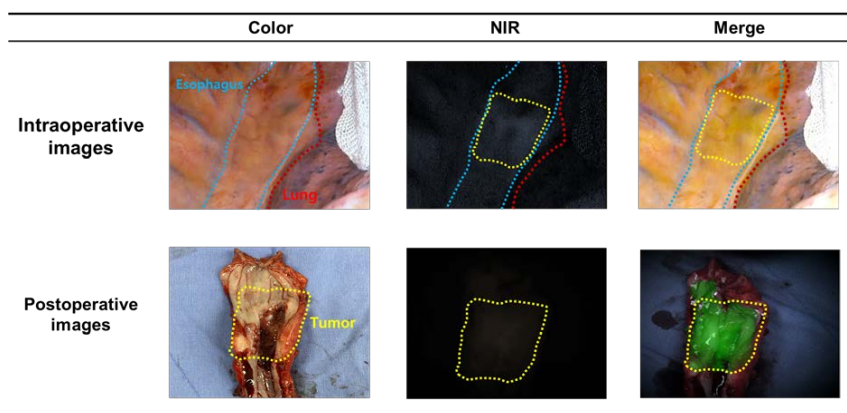 Color NIR Merge
Intraoperative
images
Esophagus
Lung
Postoperative
images
Tumor